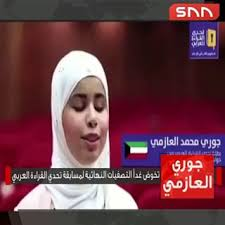 SNN
تحدي
القراءة
العربي
جوري محمد العازمي
تخوض غداً التصفيات النهائية لمسابقة تحدي القراءة العربي
جوري
العازمي